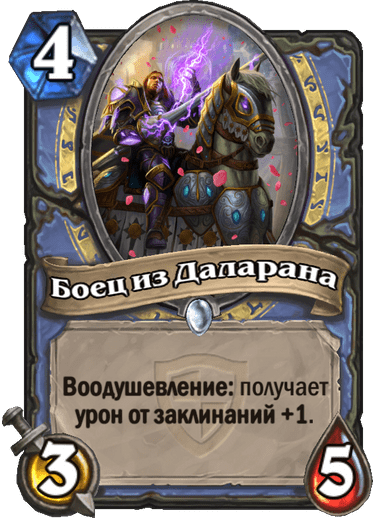 4
Боец из Даларана
Воодушевление: получает
урон от заклинаний +1.
3
5